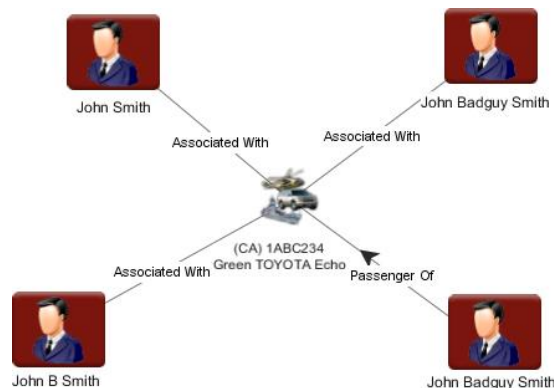 John Smith
John Badguy Smith
Associated With
Associated With
(CA) 1ABC234
Green TOYOTA Echo
Associated With
Passenger Of
John B Smith
John Badguy Smith